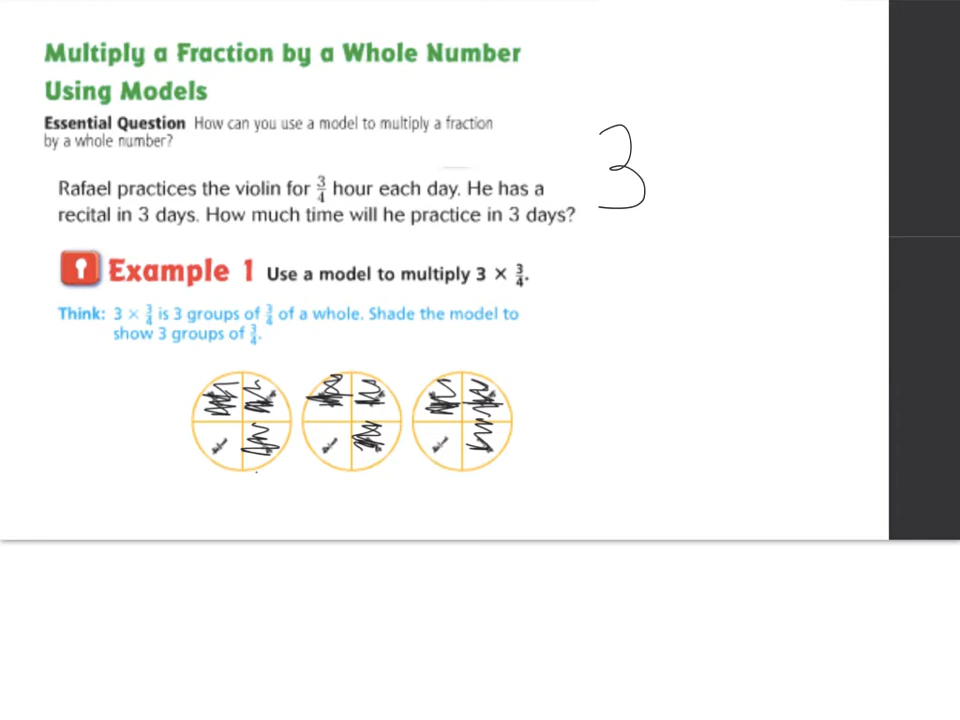 Multiply a Fraction by a Whole Number
Using Models
Essential Question How can you use a model to multiply a fraction
by a whole number?
3
Rafael practices the violin for 3/4 hour each day. He has a
recital in 3 days. How much time will he practice in 3 days?
Example 1 Use a model to multiply 3 × 3/4.
Think: 3 × 3/4 is 3 groups of 3/4 of a whole. Shade the model to
show 3 groups of 3/4.